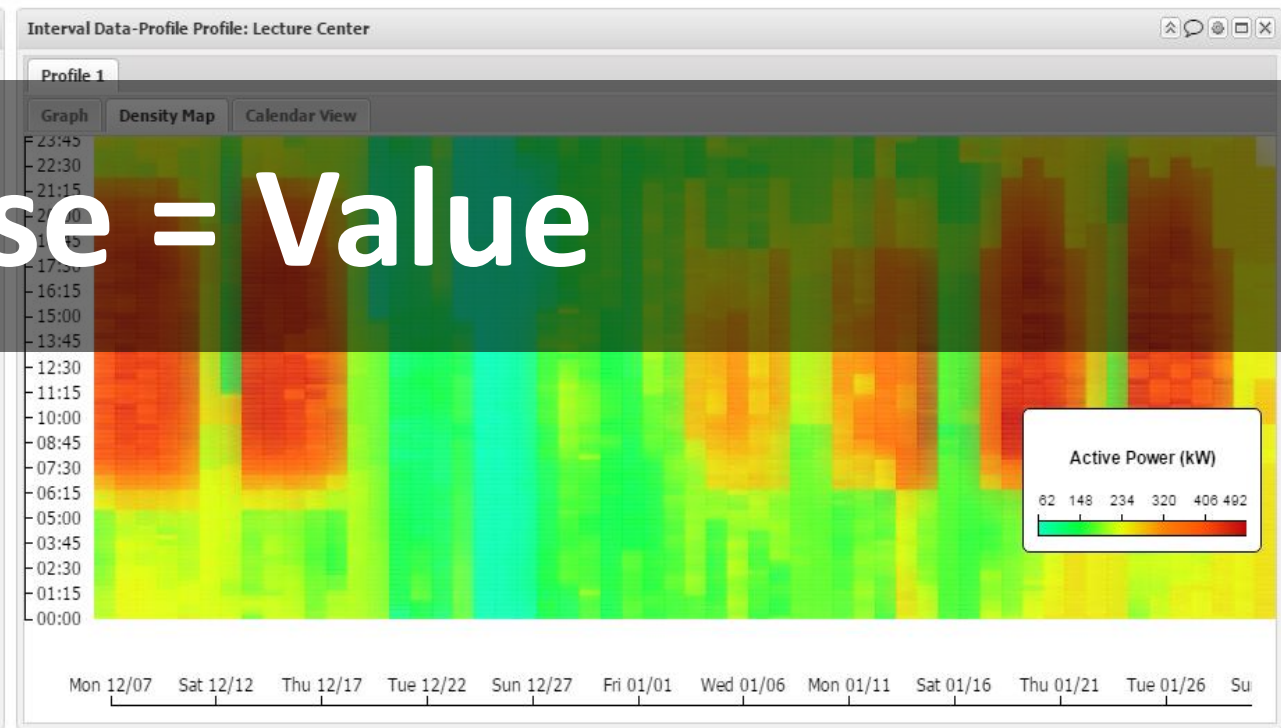 Interval Data-Profile Profile: Lecture Center
Profile 1
Graph Density Map Calendar View
se = Value
23:45
22:30
21:15
17:30
16:15
15:00
13:45
12:30
11:15
10:00
08:45
07:30
06:15
05:00
03:45
02:30
01:15
00:00
Active Power (kW)
62 148 234 320 406 492
Mon 12/07 Sat 12/12 Thu 12/17 Tue 12/22 Sun 12/27 Fri 01/01 Wed 01/06 Mon 01/11 Sat 01/16 Thu 01/21 Tue 01/26 Su